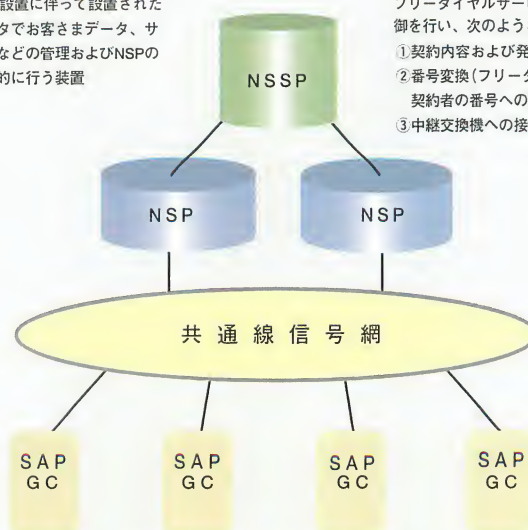 設置に伴って設置された
タでお客さまデータ、サ
などの管理およびNSPの
的に行う装置
フリーダイヤルサー
御を行い、次のよう
①契約内容および発
②番号変換(フリーダ
契約者の番号への
③中継交換機への接
NSSP
NSP
NSP
共通線信号網
SAP
GC
SAP
GC
SAP
GC
SAP
GC